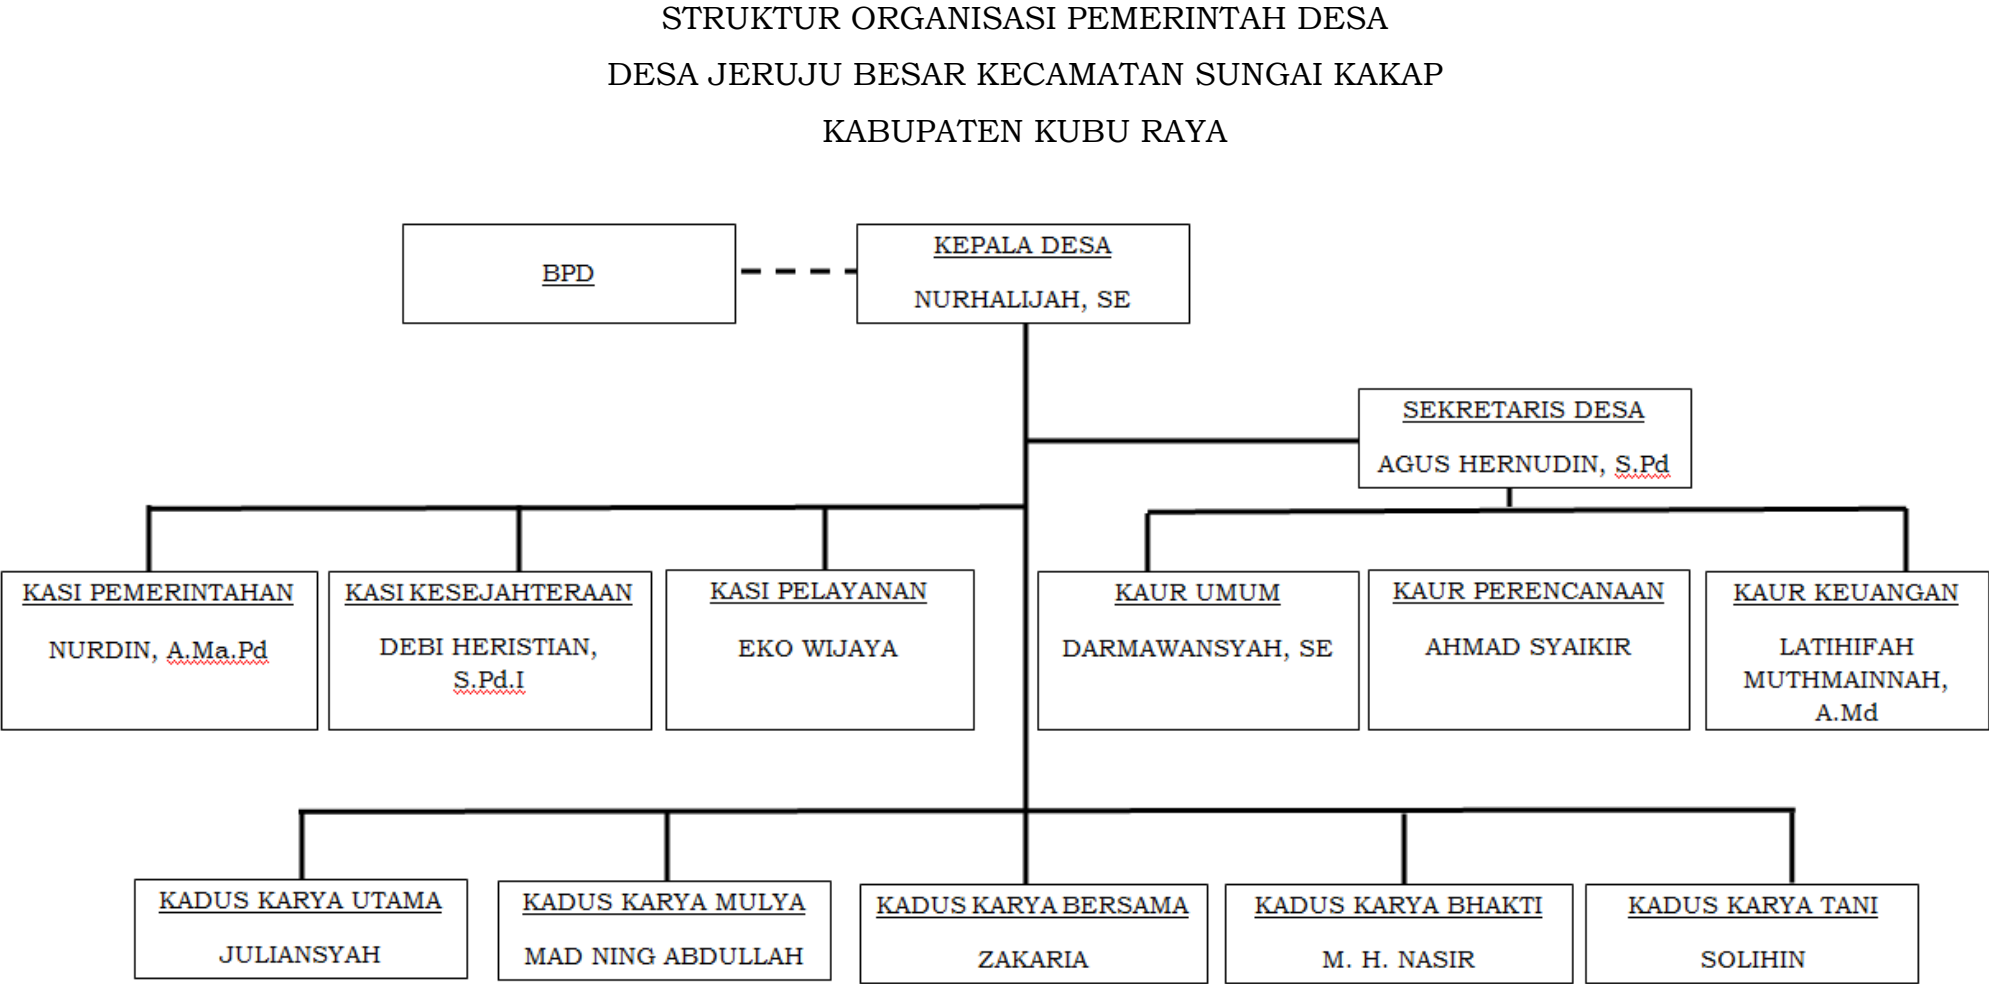 STRUKTUR ORGANISASI PEMERINTAH DESA
DESA JERUJU BESAR KECAMATAN SUNGAI KAKAP
KABUPATEN KUBU RAYA
BPD
KEPALA DESA
NURHALIJAH, SE
SEKRETARIS DESA
AGUS HERNUDIN, S.Pd
KASI PEMERINTAHAN
NURDIN, A.Ma.Pd
KASI KESEJAHTERAAN
DEBI HERISTIAN,
S.Pd.I
KASI PELAYANAN
EKO WIJAYA
KAUR UMUM
DARMAWANSYAH, SE
KAUR PERENCANAAN
AHMAD SYAIKIR
KAUR KEUANGAN
LATIHIFAH
MUTHMAINNAH,
A.Md
KADUS KARYA UTAMA
JULIANSYAH
KADUS KARYA MULYA
MAD NING ABDULLAH
KADUS KARYA BERSAMA
ZAKARIA
KADUS KARYA BHAKTI
M. H. NASIR
KADUS KARYA TANI
SOLIHIN